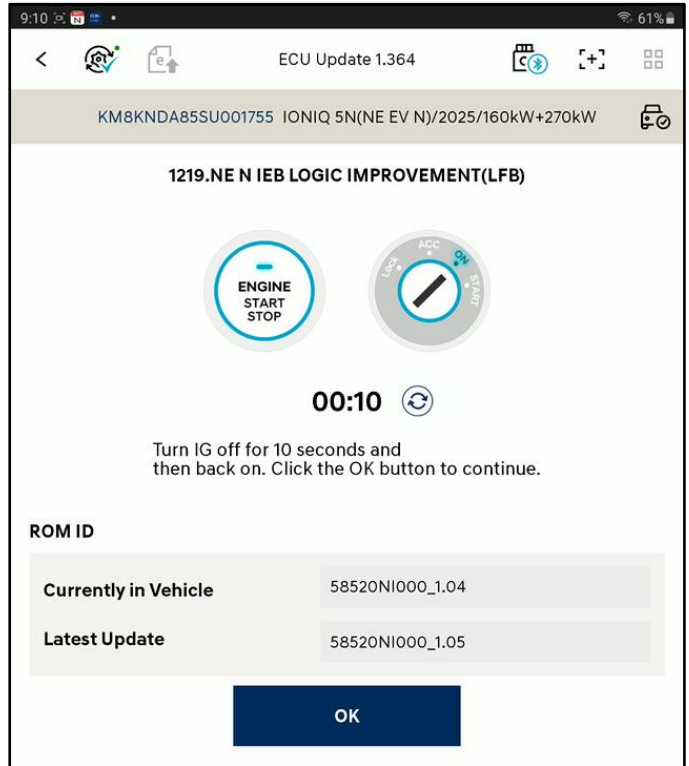 9:10 61%
ECU Update 1.364
KM8KNDA85SU001755 IONIQ 5N(NE EV N)/2025/160kW+270kW
1219.NE N IEB LOGIC IMPROVEMENT(LFB)
ENGINE
START
STOP
Lock ACC ON START
00:10
Turn IG off for 10 seconds and
then back on. Click the OK button to continue.
ROM ID
Currently in Vehicle 58520NI000_1.04
Latest Update 58520NI000_1.05
OK